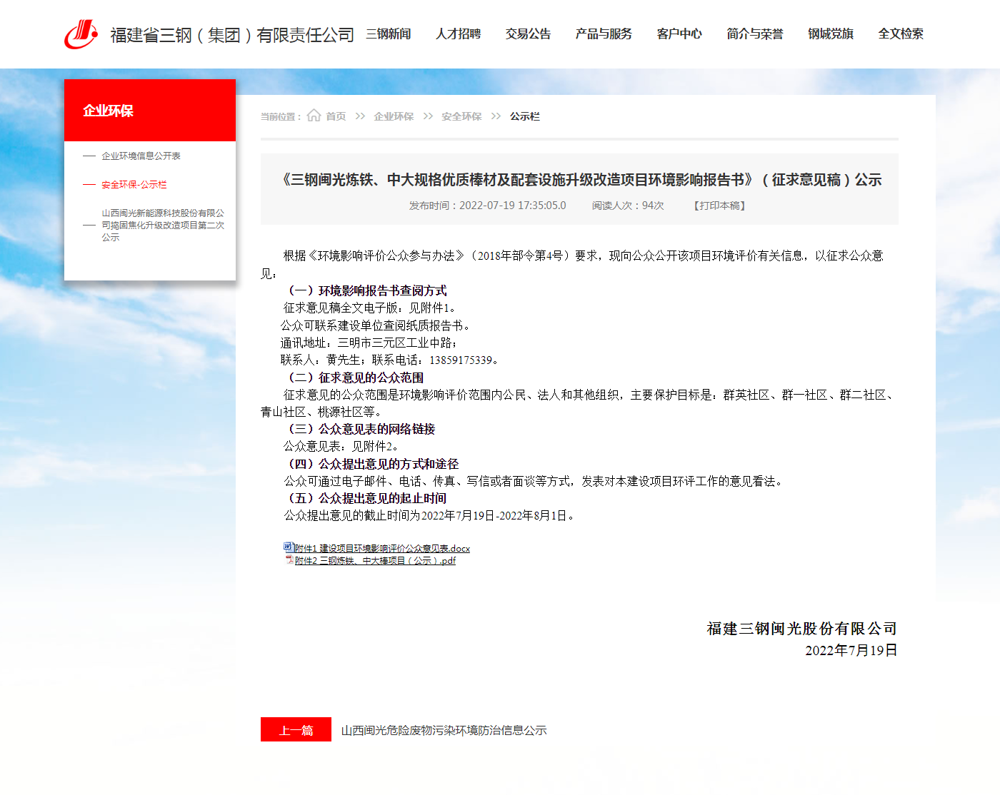 福建省三钢（集团）有限责任公司
三钢新闻 人才招聘 交易公告 产品与服务 客户中心 简介与荣誉 钢城党旗 全文检索
企业环保
企业环境信息公开表
安全环保-公示栏
山西闽光新能源科技股份有限公
司捣固焦化升级改造项目第二次
公示
当前位置： 首页 >> 企业环保 >> 安全环保 >> 公示栏
《三钢闽光炼铁、中大规格优质棒材及配套设施升级改造项目环境影响报告书》（征求意见稿）公示
发布时间：2022-07-19 17:35:05.0 阅读人次：94次 【打印本稿】
根据《环境影响评价公众参与办法》（2018年部令第4号）要求，现向公众公开该项目环境评价有关信息，以征求公众意
见：
（一）环境影响报告书查阅方式
征求意见稿全文电子版：见附件1。
公众可联系建设单位查阅纸质报告书。
通讯地址：三明市三元区工业中路；
联系人：黄先生；联系电话：13859175339。
（二）征求意见的公众范围
征求意见的公众范围是环境影响评价范围内公民、法人和其他组织，主要保护目标是：群英社区、群一社区、群二社区、
青山社区、桃源社区等。
（三）公众意见表的网络链接
公众意见表：见附件2。
（四）公众提出意见的方式和途径
公众可通过电子邮件、电话、传真、写信或者面谈等方式，发表对本建设项目环评工作的意见看法。
（五）公众提出意见的起止时间
公众提出意见的截止时间为2022年7月19日-2022年8月1日。
附件1 建设项目环境影响评价公众意见表.docx
附件2 三钢炼铁、中大棒项目（公示）.pdf
福建三钢闽光股份有限公司
2022年7月19日
上一篇 山西闽光危险废物污染环境防治信息公示